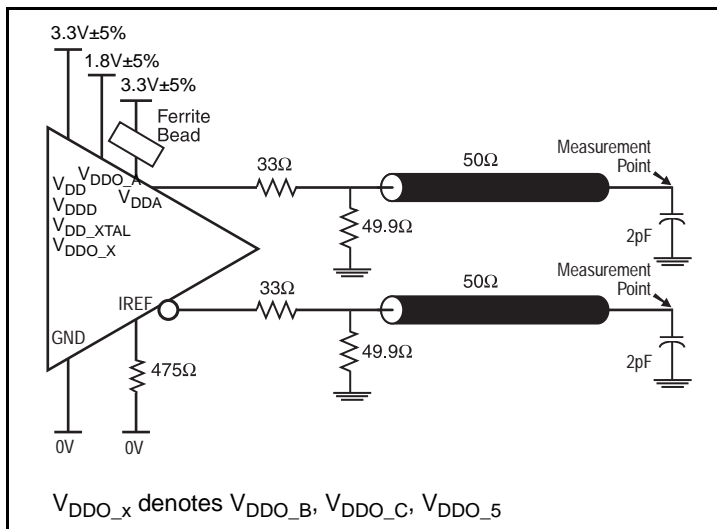 3.3V±5%
1.8V±5%
3.3V±5%
Ferrite
Bead
VDD
VDDO_A
VDDA
VDDD
VDD_XTAL
VDDO_X
IREF
GND
475Ω
0V
0V
33Ω
49.9Ω
50Ω
Measurement
Point
2pF
33Ω
49.9Ω
50Ω
Measurement
Point
2pF
VDDO_x denotes VDDO_B, VDDO_C, VDDO_5